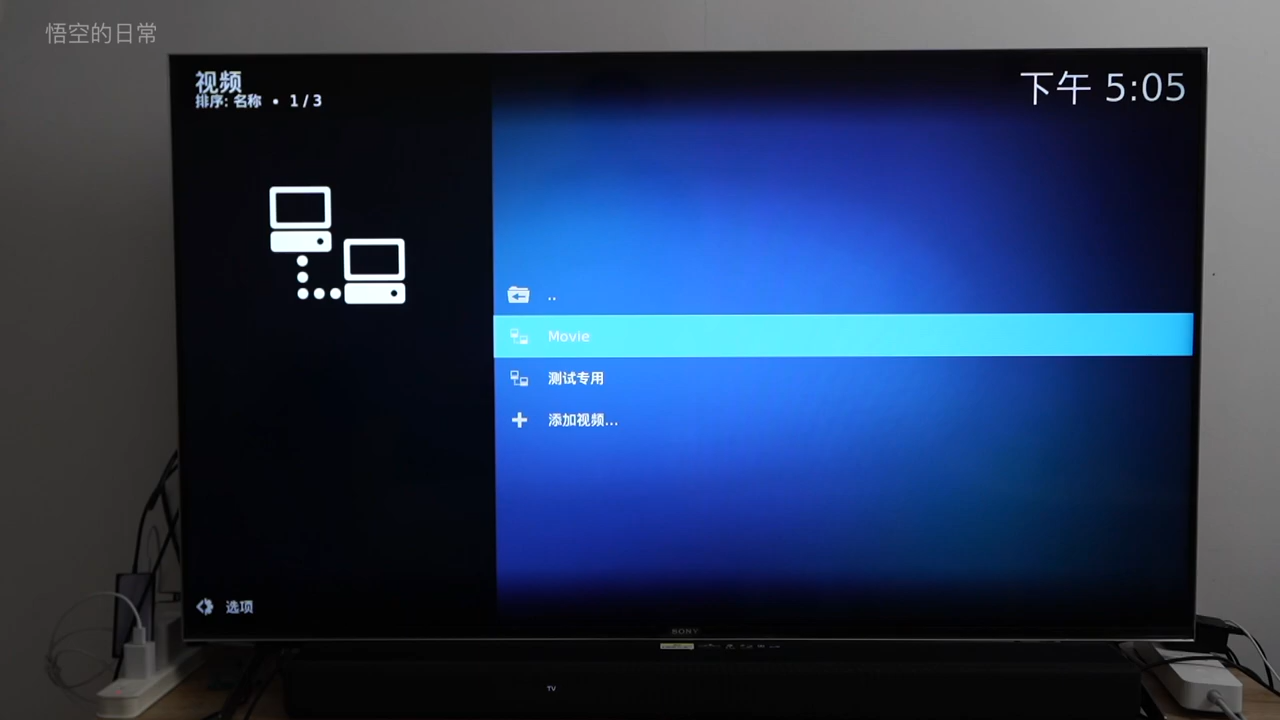 悟空的日常
视频
排序: 名称 • 1 / 3
下午 5:05
..
Movie
测试专用
添加视频...
选项
SONY
TV